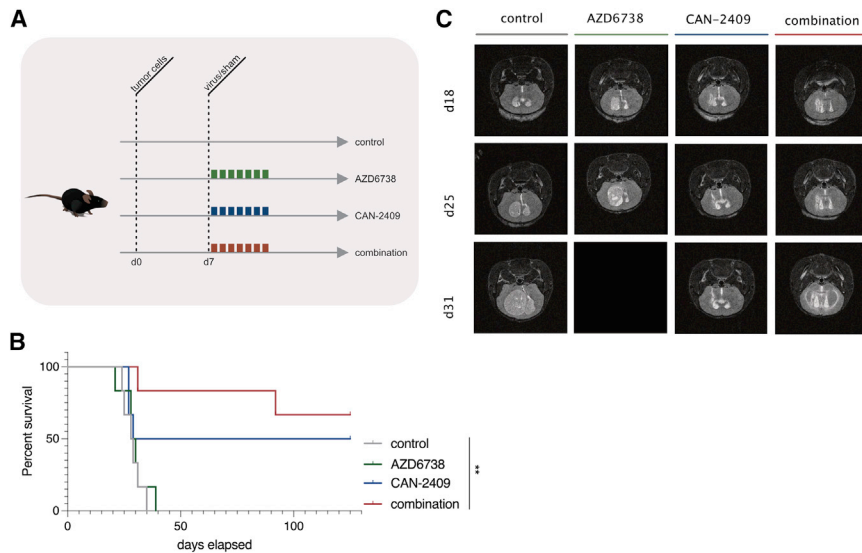 A
tumor cells
virus/sham
control
AZD6738
CAN-2409
combination
d0
d7
B
Percent survival
100
50
0
0
50
100
days elapsed
control
AZD6738
CAN-2409
combination
**
C
control
AZD6738
CAN-2409
combination
d18
d25
d31